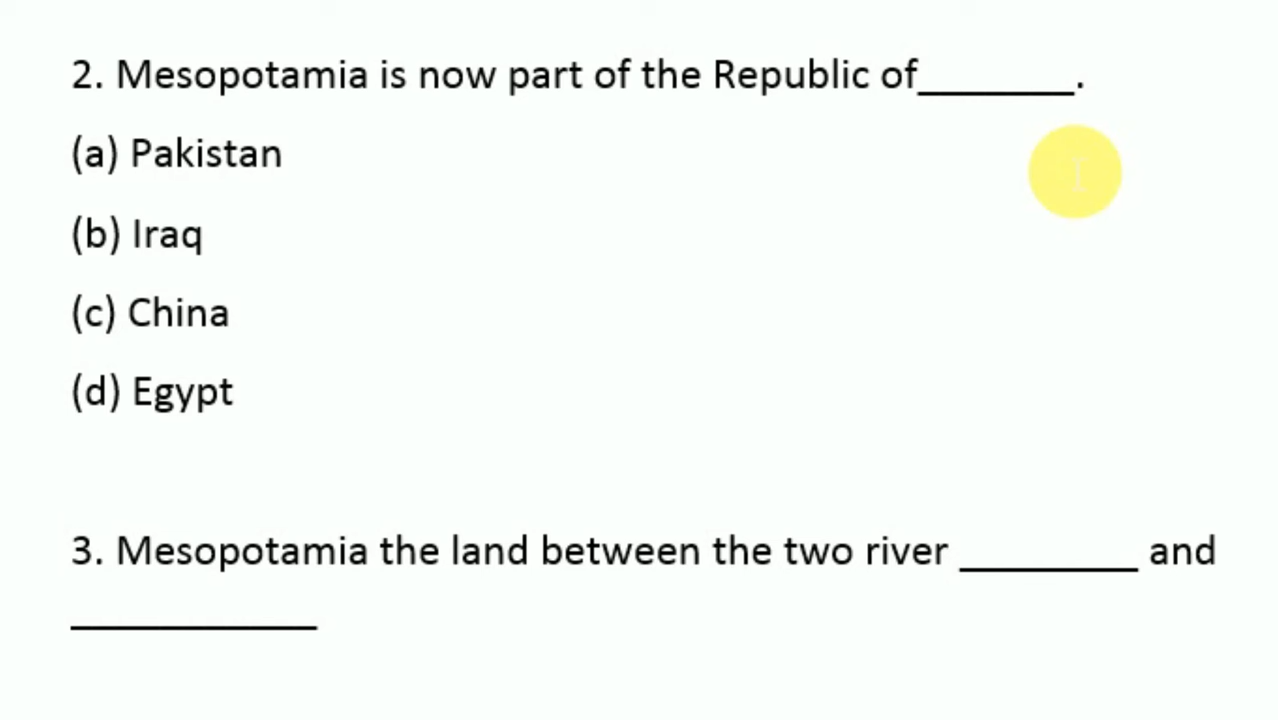 2. Mesopotamia is now part of the Republic of________.
(a) Pakistan
(b) Iraq
(c) China
(d) Egypt
3. Mesopotamia the land between the two river _________ and
____________